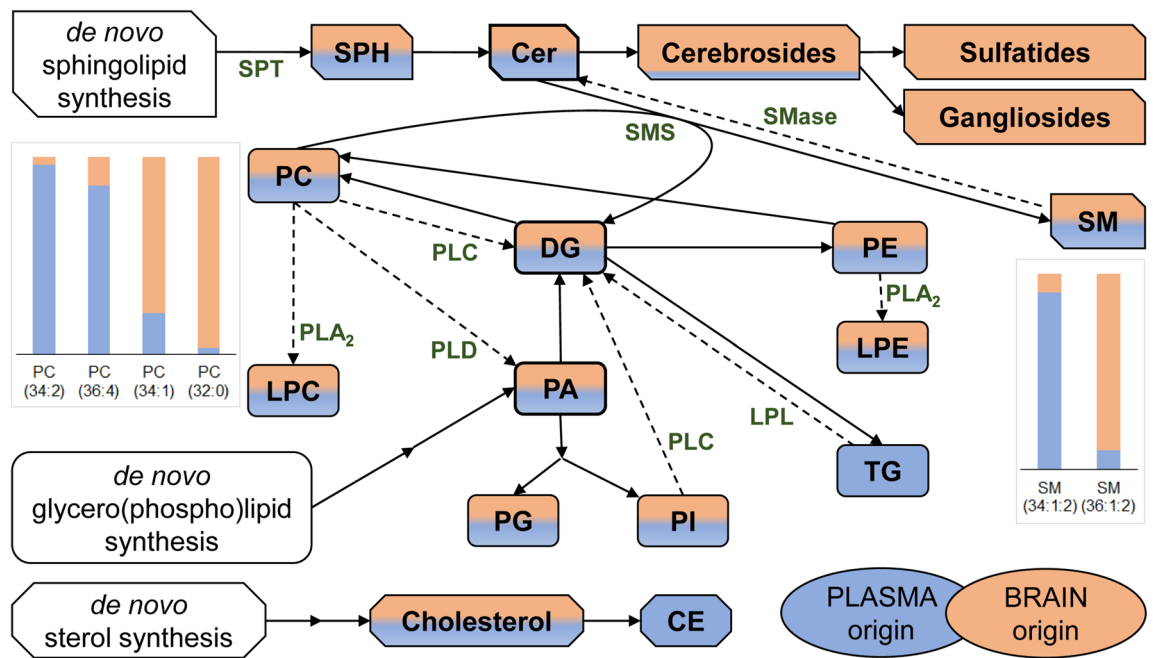 de novo
sphingolipid
synthesis
SPT
SPH
Cer
Cerebrosides
Sulfatides
Gangliosides
SMase
SMS
SM
PC
DG
PE
PLC
PLA2
LPE
PLA2
PLD
LPC
PA
LPL
PLC
TG
PG
PI
PC
(34:2)
PC
(36:4)
PC
(34:1)
PC
(32:0)
SM
(34:1:2)
SM
(36:1:2)
de novo
glycero(phospho)lipid
synthesis
de novo
sterol synthesis
Cholesterol
CE
PLASMA
origin
BRAIN
origin